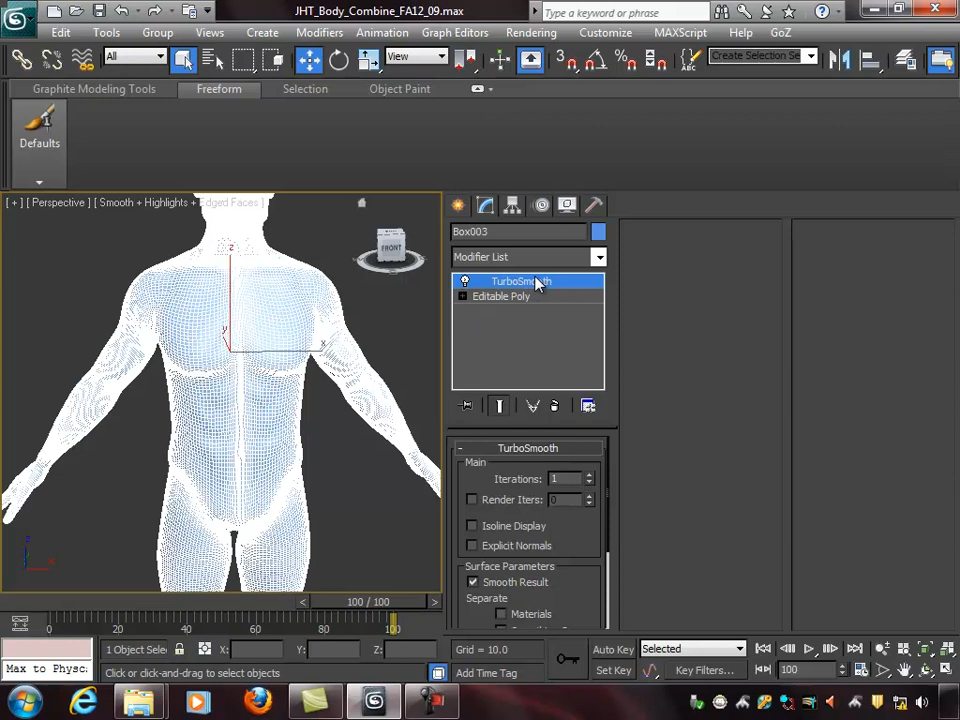 JHT_Body_Combine_FA12_09.max
Type a keyword or phrase
Edit Tools Group Views Create Modifiers Animation Graph Editors Rendering Customize MAXScript Help GoZ
All
View
3
Create Selection Se
Graphite Modeling Tools Freeform Selection Object Paint
Defaults
[ + ] [ Perspective ] [ Smooth + Highlights + Edged Faces ]
FRONT
z
y
x
Box003
Modifier List
TurboSmooth
Editable Poly
TurboSmooth
Main
Iterations: 1
Render Iters: 0
Isoline Display
Explicit Normals
Surface Parameters
Smooth Result
Separate
Materials
< 100 / 100 >
0 20 40 60 80 100
1 Object Selec X: Y: Z: Grid = 10.0 Auto Key Selected
Max to Physc: Click or click-and-drag to select objects Add Time Tag Set Key Key Filters... 100